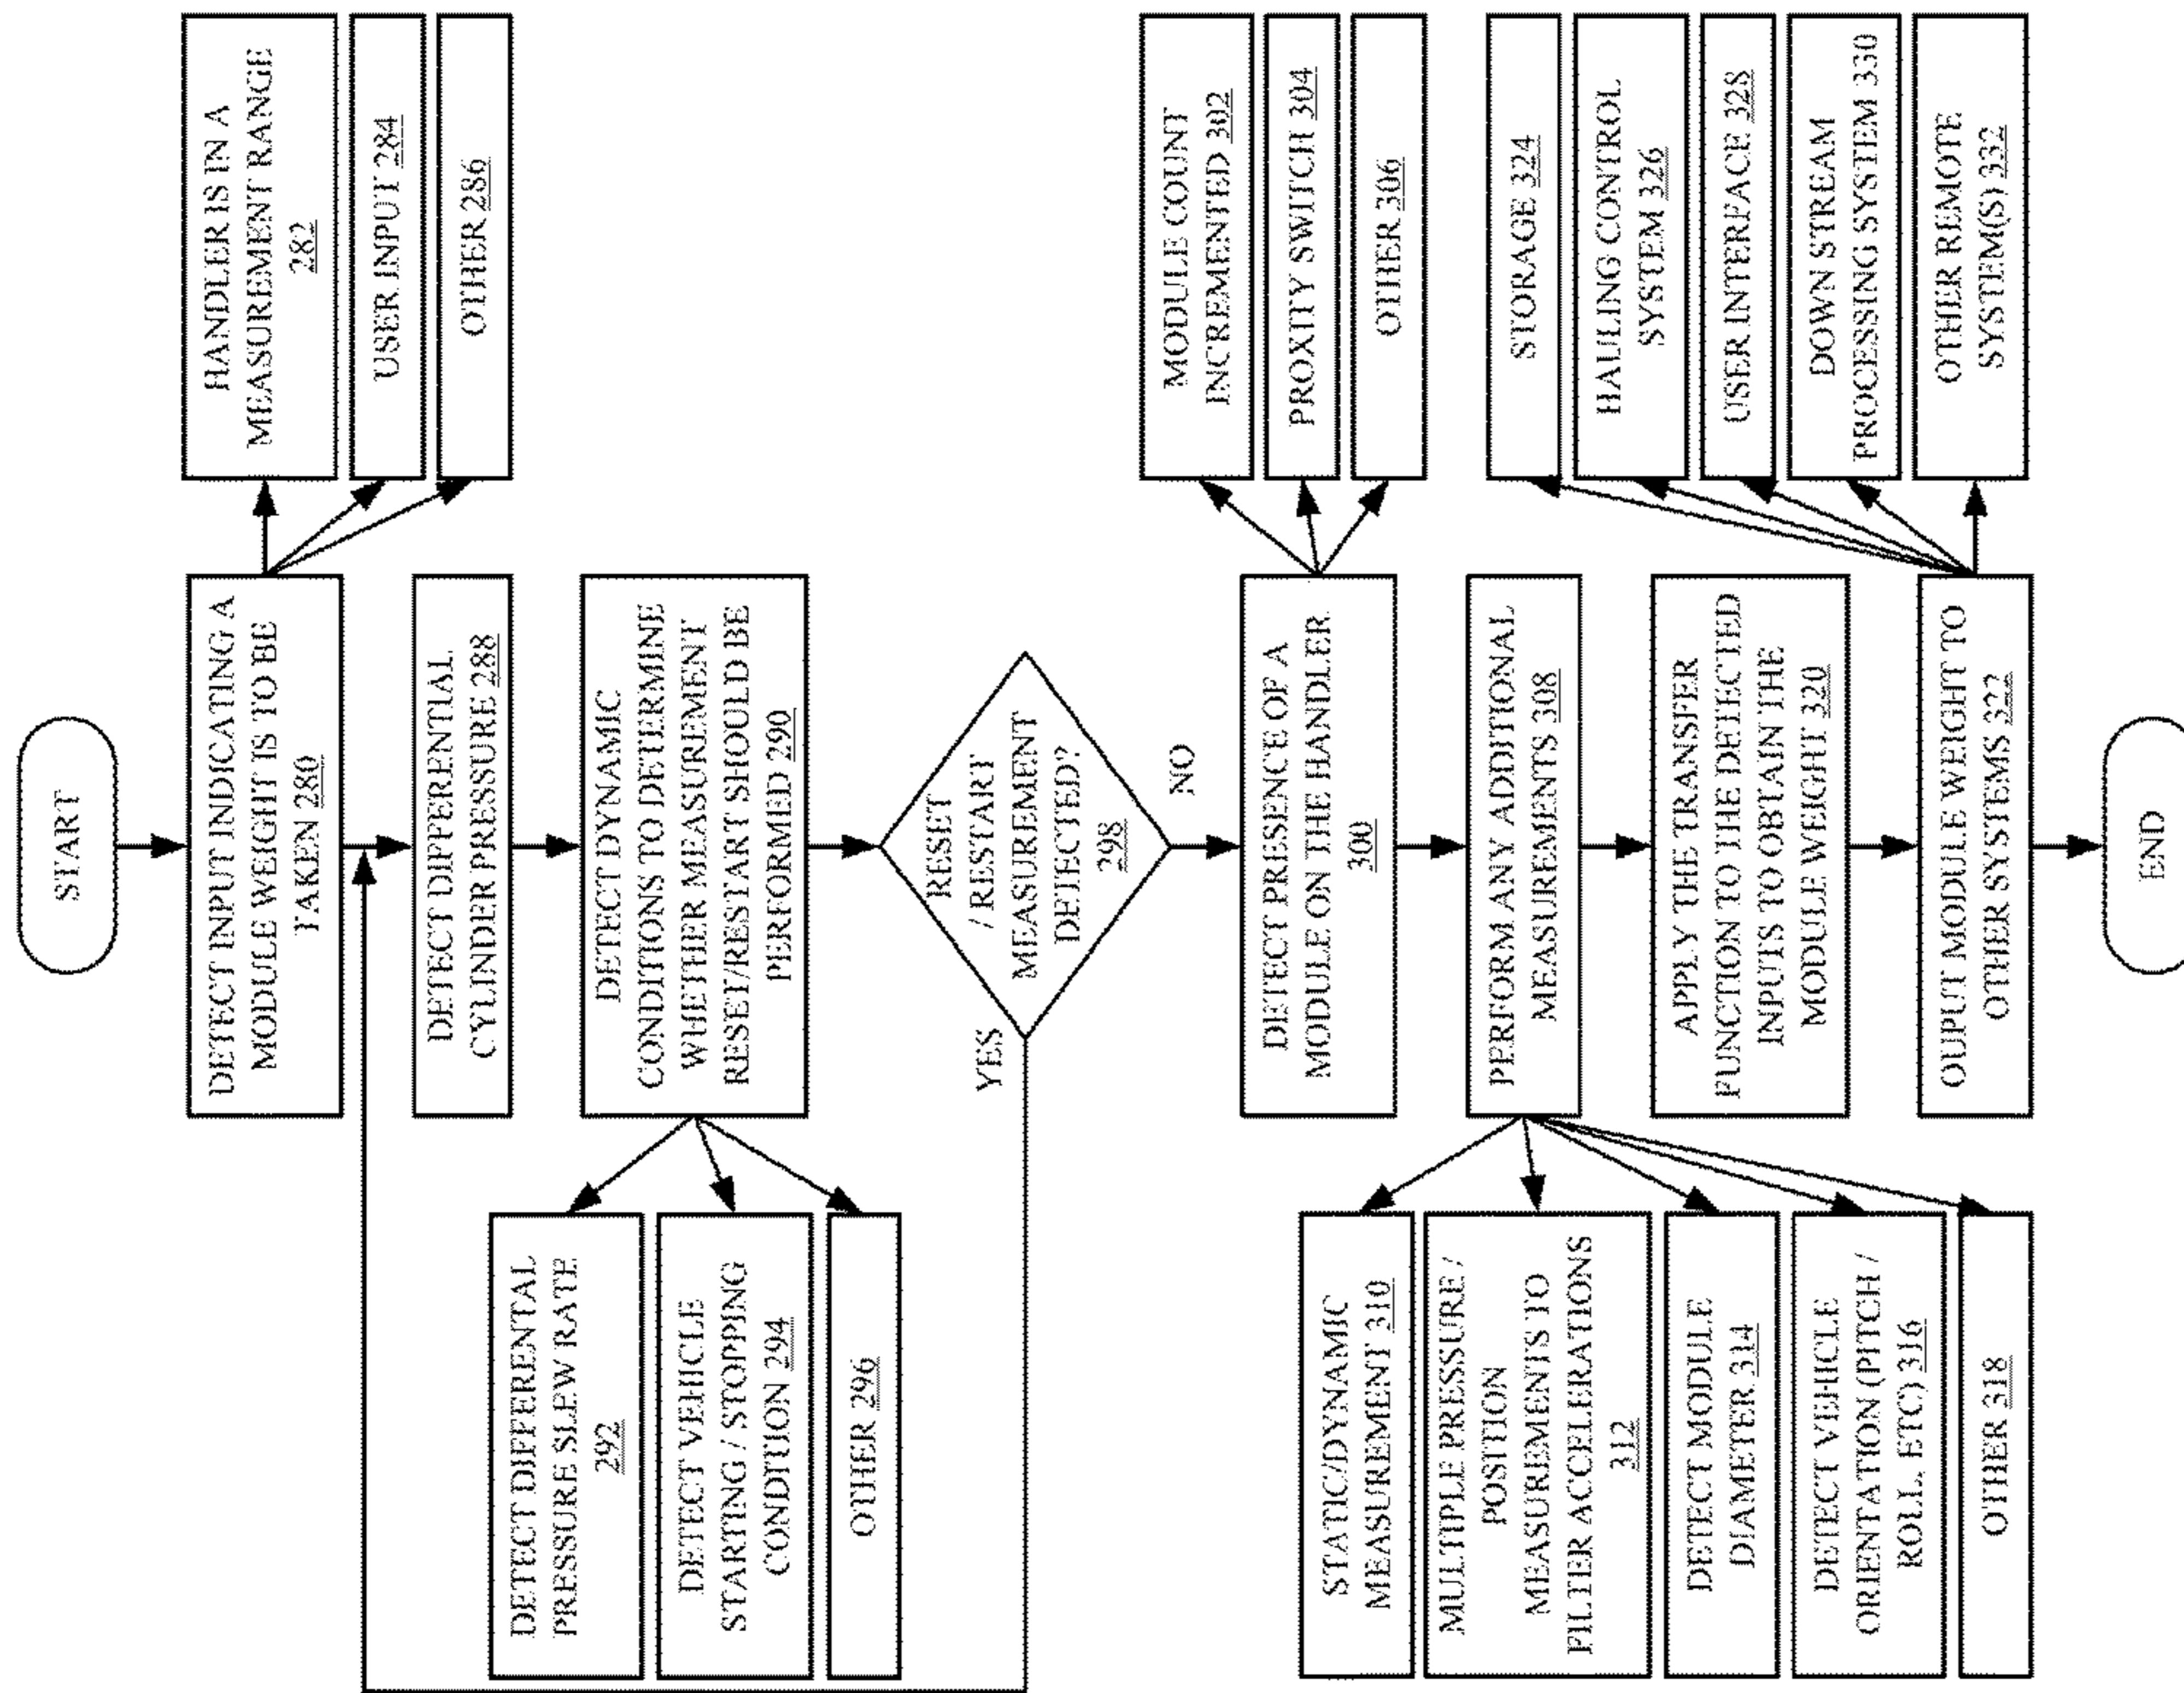 START
DETECT INPUT INDICATING A
MODULE WEIGHT IS TO BE
TAKEN 280
HANDLER IS IN A
MEASUREMENT RANGE
282
USER INPUT 284
OTHER 286
DETECT DIFFERENTIAL
CYLINDER PRESSURE 288
DETECT DYNAMIC
CONDITIONS TO DETERMINE
WHETHER MEASUREMENT
RESET/RESTART SHOULD BE
PERFORMED 290
DETECT DIFFERENTAL
PRESSURE SLEW RATE
292
DETECT VEHICLE
STARTING / STOPPING
CONDITION 294
OTHER 296
RESET
/ RESTART
MEASUREMENT
DETECTED?
298
YES
NO
DETECT PRESENCE OF A
MODULE ON THE HANDLER
300
MODULE COUNT
INCREMENTED 302
PROXITY SWITCH 304
OTHER 306
PERFORM ANY ADDITIONAL
MEASUREMENTS 308
STATIC/DYNAMIC
MEASUREMENT 310
MULTIPLE PRESSURE /
POSITION
MEASUREMENTS TO
FILTER ACCELERATIONS
312
DETECT MODULE
DIAMETER 314
DETECT VEHICLE
ORIENTATION (PITCH /
ROLL ETC) 316
OTHER 318
APPLY THE TRANSFER
FUNCTION TO THE DETECTED
INPUTS TO OBTAIN THE
MODULE WEIGHT 320
OUPUT MODULE WEIGHT TO
OTHER SYSTEMS 322
STORAGE 324
HAULING CONTROL
SYSTEM 326
USER INTERFACE 328
DOWN STREAM
PROCESSING SYSTEM 330
OTHER REMOTE
SYSTEM(S) 332
END